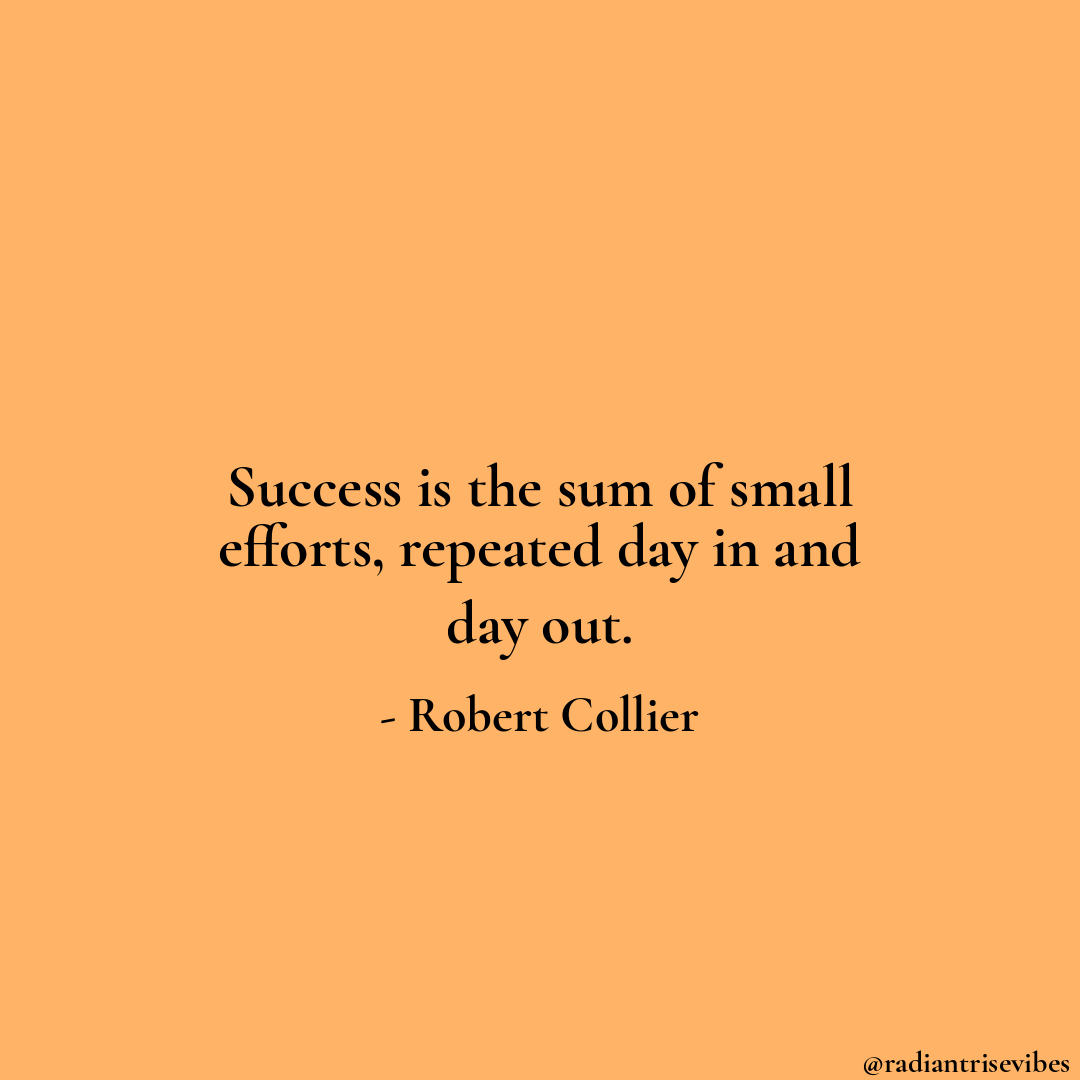 Success is the sum of small
efforts, repeated day in and
day out.
- Robert Collier
@radiantrisevibes